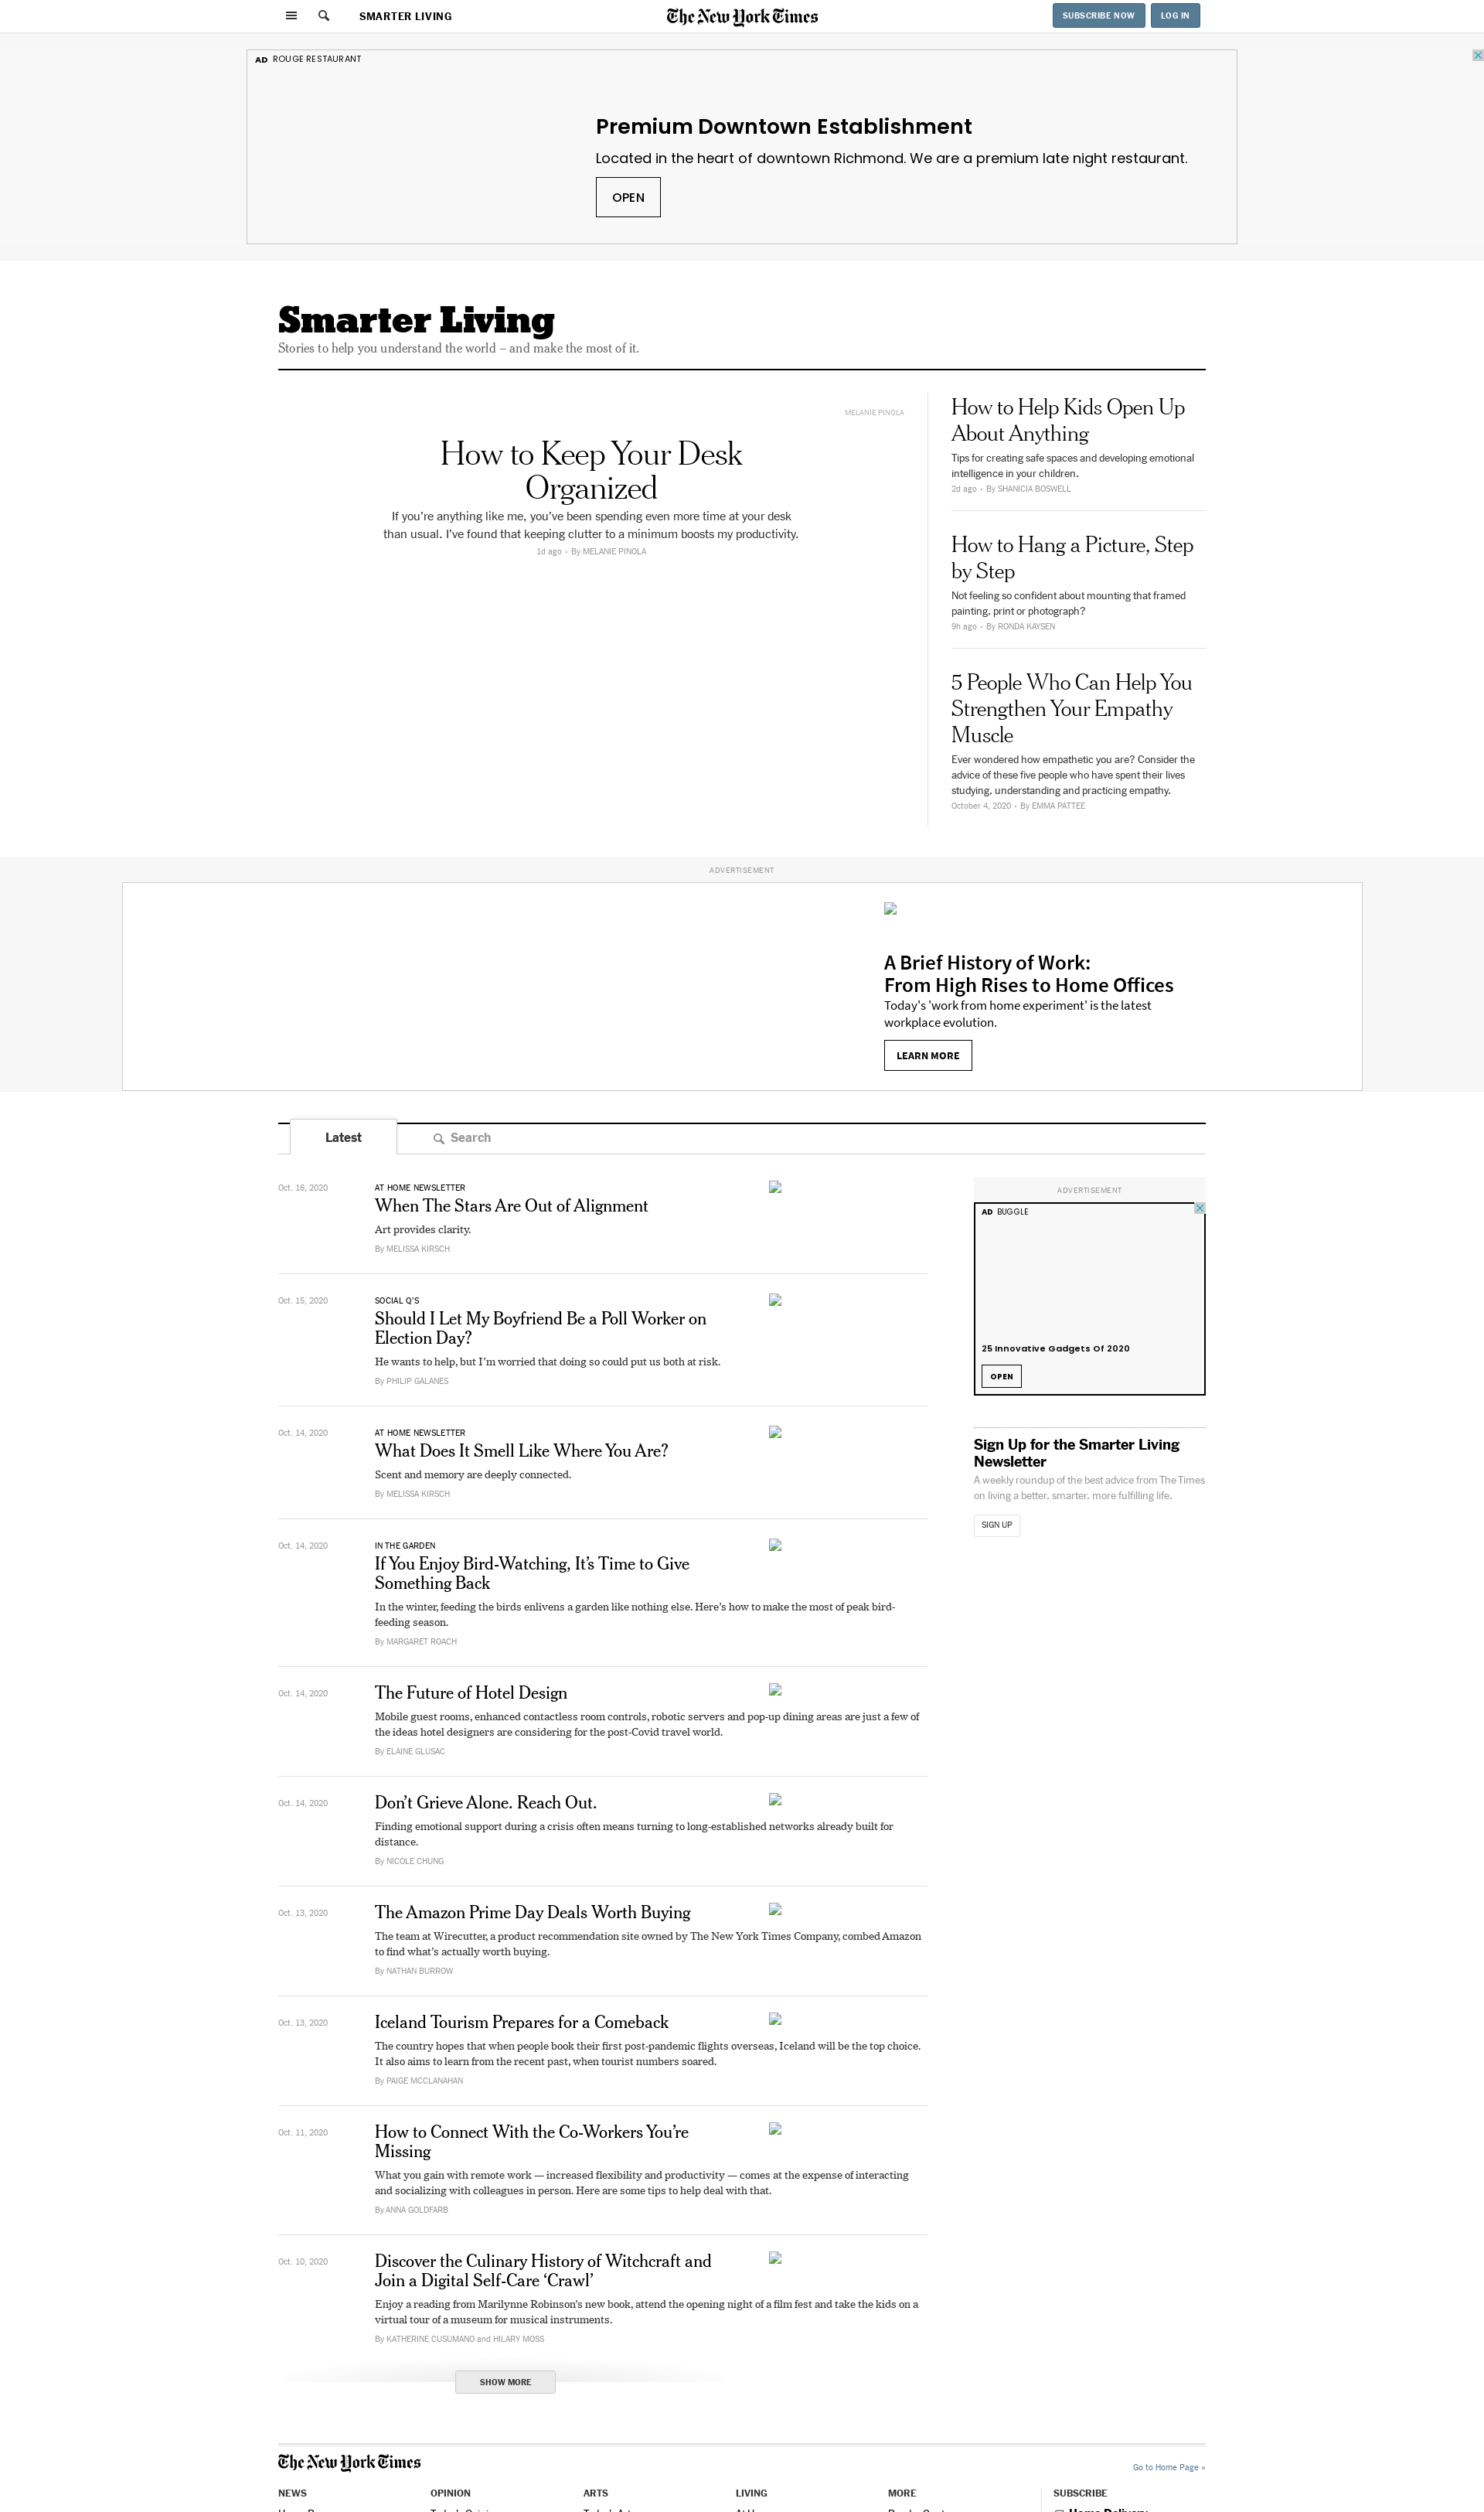 SMARTER LIVING
The New York Times
SUBSCRIBE NOW
LOG IN
AD ROUGE RESTAURANT
Premium Downtown Establishment
Located in the heart of downtown Richmond. We are a premium late night restaurant.
OPEN
Smarter Living
Stories to help you understand the world – and make the most of it.
MELANIE PINOLA
How to Keep Your Desk
Organized
If you’re anything like me, you’ve been spending even more time at your desk
than usual. I’ve found that keeping clutter to a minimum boosts my productivity.
1d ago • By MELANIE PINOLA
How to Help Kids Open Up
About Anything
Tips for creating safe spaces and developing emotional
intelligence in your children.
2d ago • By SHANICIA BOSWELL
How to Hang a Picture, Step
by Step
Not feeling so confident about mounting that framed
painting, print or photograph?
9h ago • By RONDA KAYSEN
5 People Who Can Help You
Strengthen Your Empathy
Muscle
Ever wondered how empathetic you are? Consider the
advice of these five people who have spent their lives
studying, understanding and practicing empathy.
October 4, 2020 • By EMMA PATTEE
ADVERTISEMENT
A Brief History of Work:
From High Rises to Home Offices
Today's 'work from home experiment' is the latest
workplace evolution.
LEARN MORE
Latest
Search
Oct. 16, 2020
AT HOME NEWSLETTER
When The Stars Are Out of Alignment
Art provides clarity.
By MELISSA KIRSCH
Oct. 15, 2020
SOCIAL Q’S
Should I Let My Boyfriend Be a Poll Worker on
Election Day?
He wants to help, but I’m worried that doing so could put us both at risk.
By PHILIP GALANES
Oct. 14, 2020
AT HOME NEWSLETTER
What Does It Smell Like Where You Are?
Scent and memory are deeply connected.
By MELISSA KIRSCH
Oct. 14, 2020
IN THE GARDEN
If You Enjoy Bird-Watching, It’s Time to Give
Something Back
In the winter, feeding the birds enlivens a garden like nothing else. Here’s how to make the most of peak bird-
feeding season.
By MARGARET ROACH
Oct. 14, 2020
The Future of Hotel Design
Mobile guest rooms, enhanced contactless room controls, robotic servers and pop-up dining areas are just a few of
the ideas hotel designers are considering for the post-Covid travel world.
By ELAINE GLUSAC
Oct. 14, 2020
Don’t Grieve Alone. Reach Out.
Finding emotional support during a crisis often means turning to long-established networks already built for
distance.
By NICOLE CHUNG
Oct. 13, 2020
The Amazon Prime Day Deals Worth Buying
The team at Wirecutter, a product recommendation site owned by The New York Times Company, combed Amazon
to find what’s actually worth buying.
By NATHAN BURROW
Oct. 13, 2020
Iceland Tourism Prepares for a Comeback
The country hopes that when people book their first post-pandemic flights overseas, Iceland will be the top choice.
It also aims to learn from the recent past, when tourist numbers soared.
By PAIGE MCCLANAHAN
Oct. 11, 2020
How to Connect With the Co-Workers You’re
Missing
What you gain with remote work — increased flexibility and productivity — comes at the expense of interacting
and socializing with colleagues in person. Here are some tips to help deal with that.
By ANNA GOLDFARB
Oct. 10, 2020
Discover the Culinary History of Witchcraft and
Join a Digital Self-Care ‘Crawl’
Enjoy a reading from Marilynne Robinson’s new book, attend the opening night of a film fest and take the kids on a
virtual tour of a museum for musical instruments.
By KATHERINE CUSUMANO and HILARY MOSS
SHOW MORE
ADVERTISEMENT
AD BUGGLE
25 Innovative Gadgets Of 2020
OPEN
Sign Up for the Smarter Living
Newsletter
A weekly roundup of the best advice from The Times
on living a better, smarter, more fulfilling life.
SIGN UP
The New York Times
Go to Home Page »
NEWS
OPINION
ARTS
LIVING
MORE
SUBSCRIBE